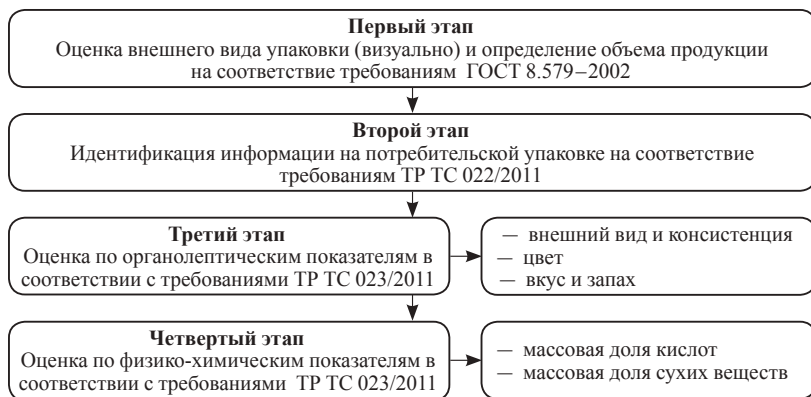 Первый этап
Оценка внешнего вида упаковки (визуально) и определение объема продукции
на соответствие требованиям ГОСТ 8.579–2002
Второй этап
Идентификация информации на потребительской упаковке на соответствие
требованиям ТР ТС 022/2011
Третий этап
Оценка по органолептическим показателям в
соответствии с требованиями ТР ТС 023/2011
— внешний вид и консистенция
— цвет
— вкус и запах
Четвертый этап
Оценка по физико-химическим показателям в
соответствии с требованиями ТР ТС 023/2011
— массовая доля кислот
— массовая доля сухих веществ